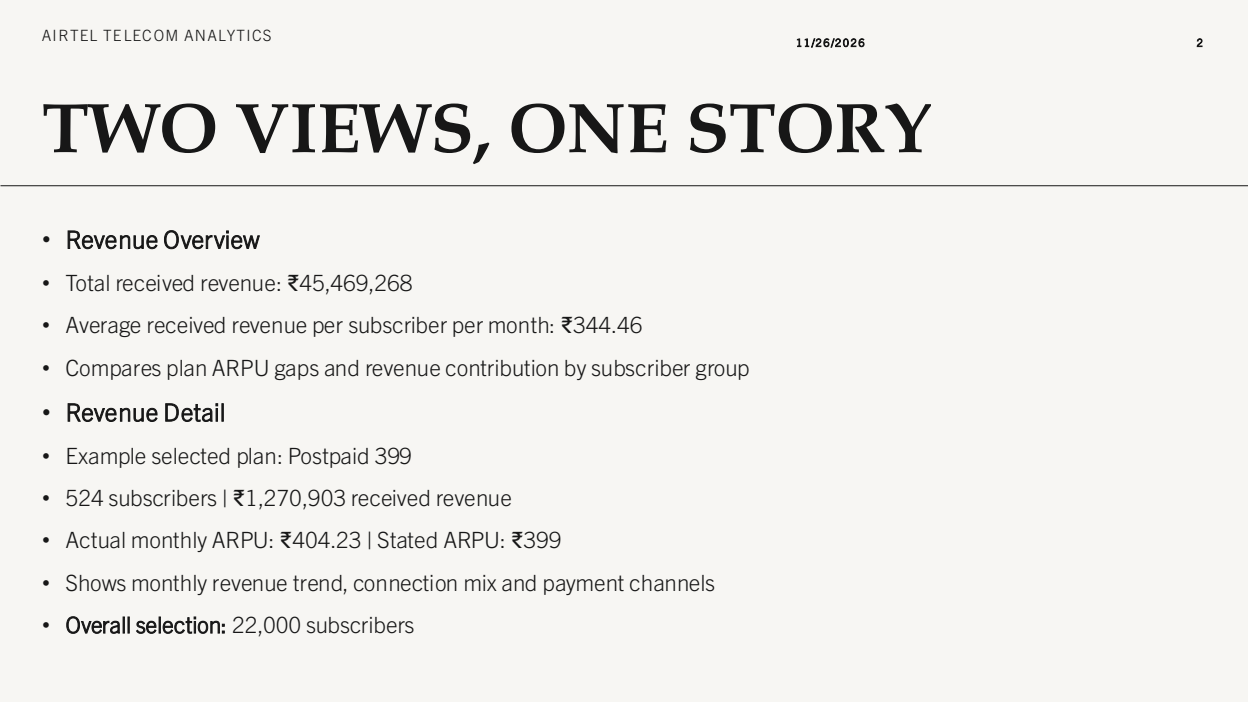 AIRTEL TELECOM ANALYTICS
11/26/2026
2
TWO VIEWS, ONE STORY
• Revenue Overview
• Total received revenue: ₹45,469,268
• Average received revenue per subscriber per month: ₹344.46
• Compares plan ARPU gaps and revenue contribution by subscriber group
• Revenue Detail
• Example selected plan: Postpaid 399
• 524 subscribers | ₹1,270,903 received revenue
• Actual monthly ARPU: ₹404.23 | Stated ARPU: ₹399
• Shows monthly revenue trend, connection mix and payment channels
• Overall selection: 22,000 subscribers